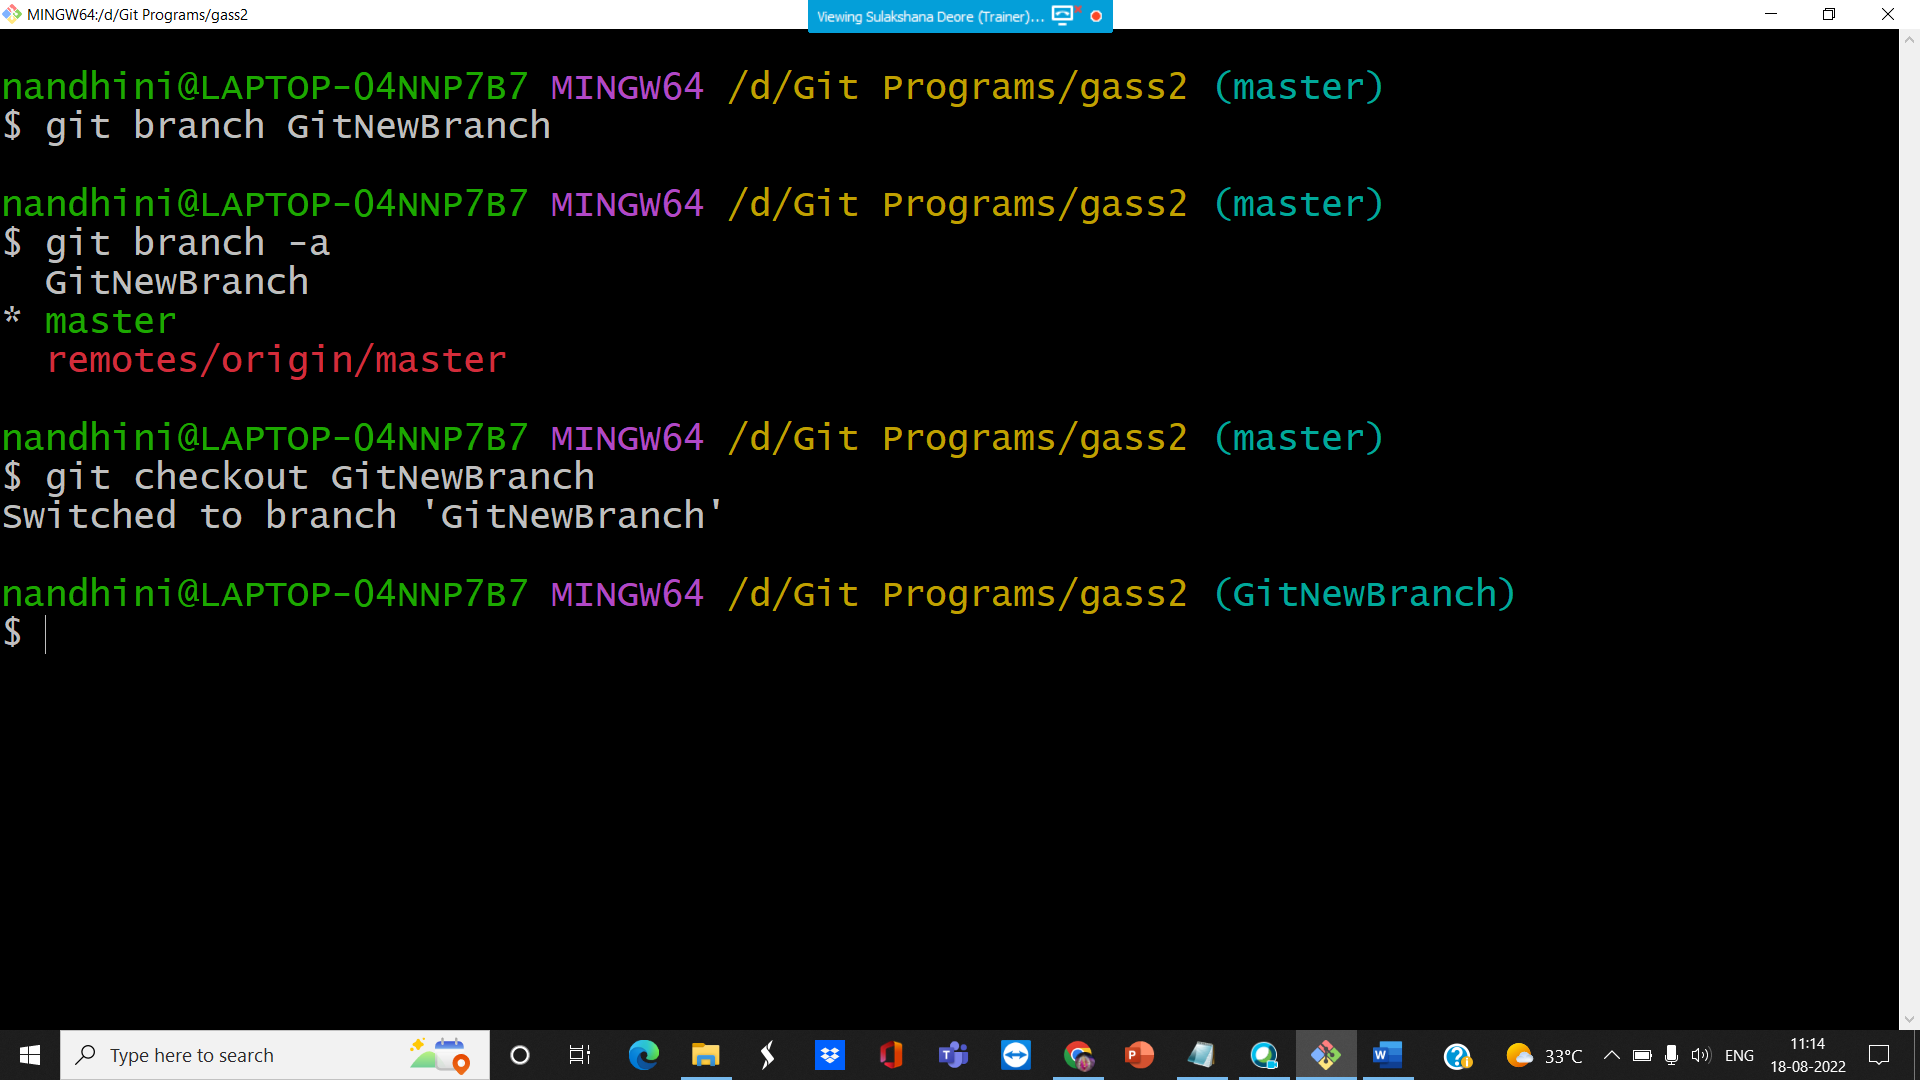 MINGW64:/d/Git Programs/gass2
Viewing Sulakshana Deore (Trainer)...
nandhini@LAPTOP-04NNP7B7 MINGW64 /d/Git Programs/gass2 (master)
$ git branch GitNewBranch
nandhini@LAPTOP-04NNP7B7 MINGW64 /d/Git Programs/gass2 (master)
$ git branch -a
GitNewBranch
* master
remotes/origin/master
nandhini@LAPTOP-04NNP7B7 MINGW64 /d/Git Programs/gass2 (master)
$ git checkout GitNewBranch
Switched to branch 'GitNewBranch'
nandhini@LAPTOP-04NNP7B7 MINGW64 /d/Git Programs/gass2 (GitNewBranch)
$
Type here to search
33°C
ENG
11:14
18-08-2022